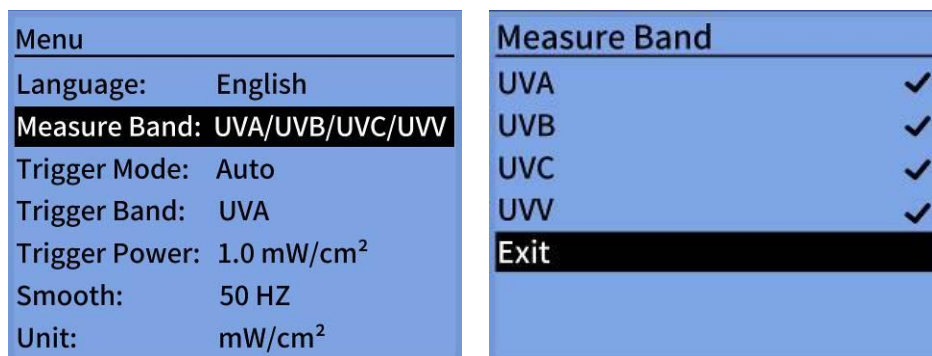 Menu
Language: English
Measure Band: UVA/UVB/UVC/UVV
Trigger Mode: Auto
Trigger Band: UVA
Trigger Power: 1.0 mW/cm²
Smooth: 50 HZ
Unit: mW/cm²
Measure Band
UVA ✓
UVB ✓
UVC ✓
UVV ✓
Exit